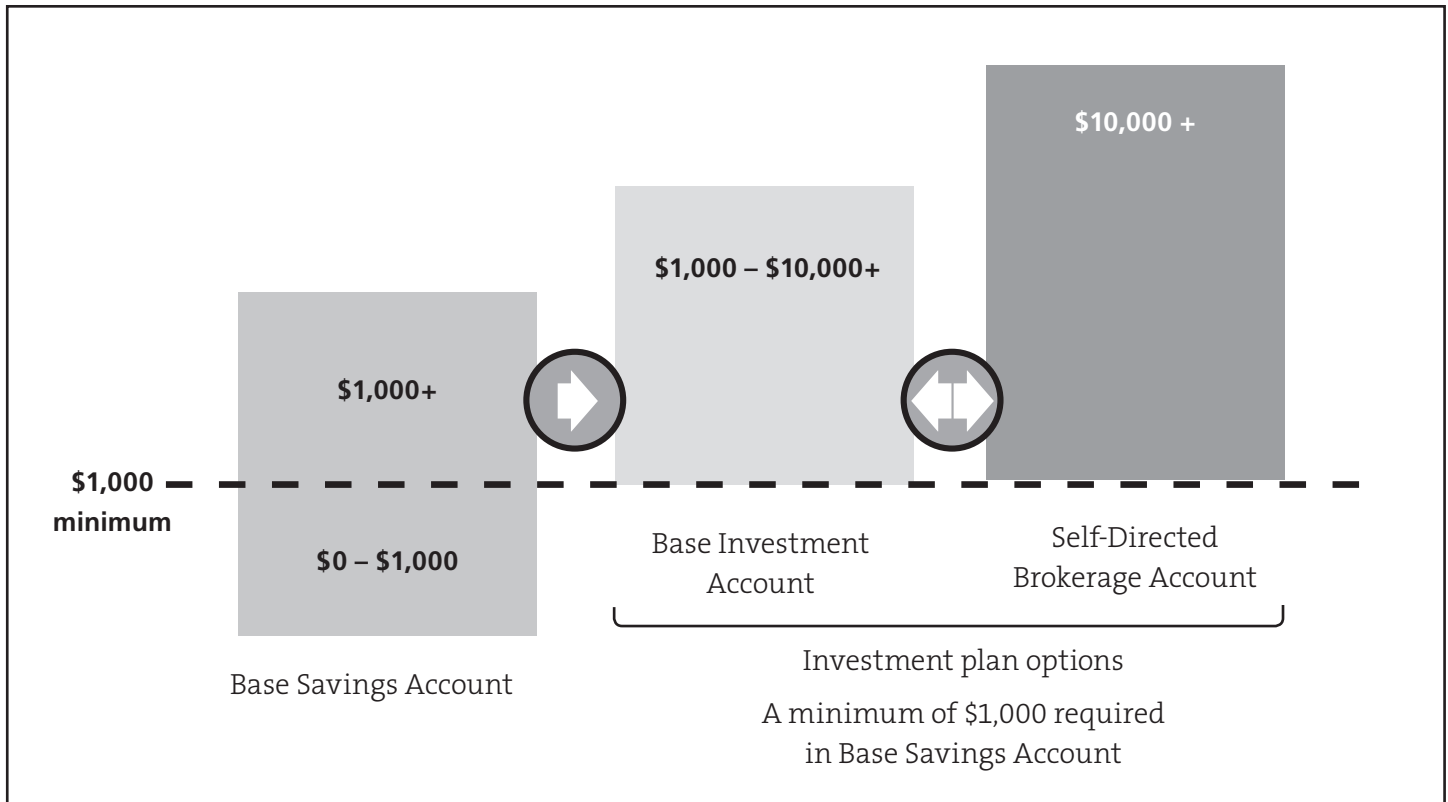 $10,000 +
$1,000 – $10,000+
$1,000+
$1,000
minimum
$0 – $1,000
Base Savings Account
Base Investment
Account
Self-Directed
Brokerage Account
Investment plan options
A minimum of $1,000 required
in Base Savings Account